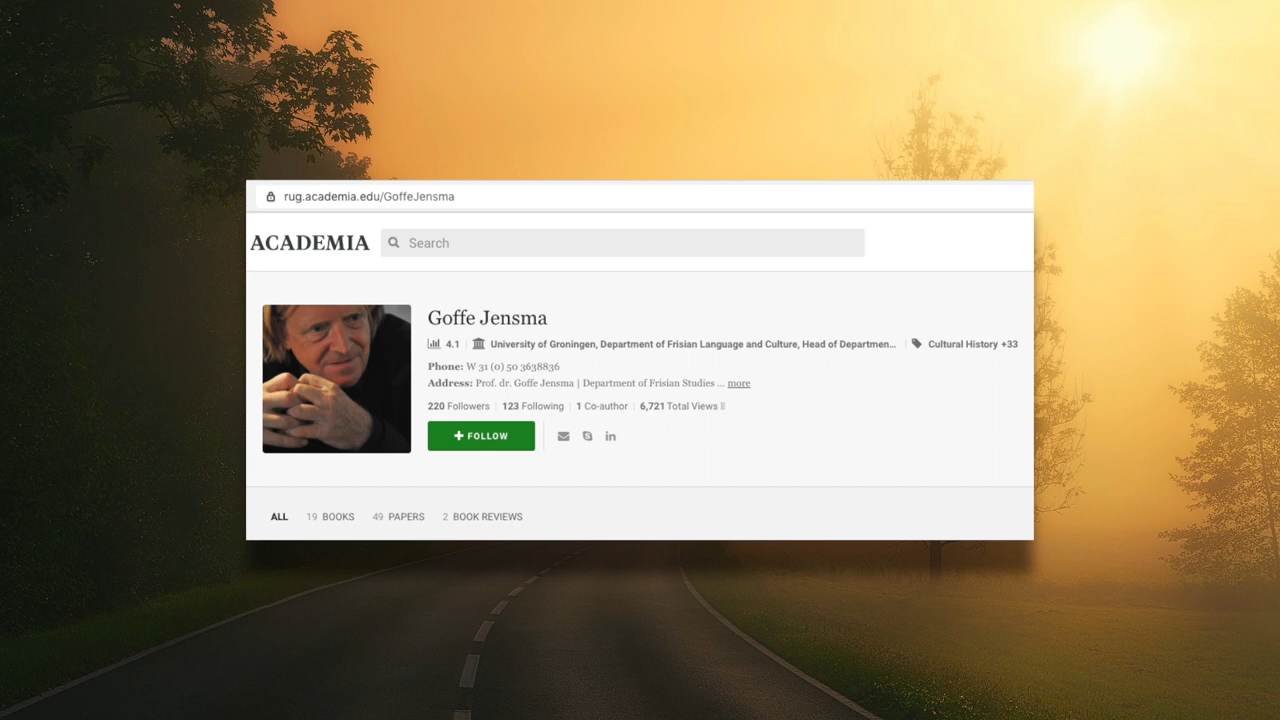 rug.academia.edu/GoffeJensma
ACADEMIA Search
Goffe Jensma
4.1 University of Groningen, Department of Frisian Language and Culture, Head of Departmen... Cultural History +33
Phone: W 31 (0) 50 3638836
Address: Prof. dr. Goffe Jensma | Department of Frisian Studies ... more
220 Followers 123 Following 1 Co-author 6,721 Total Views
FOLLOW in
ALL 19 BOOKS 49 PAPERS 2 BOOK REVIEWS